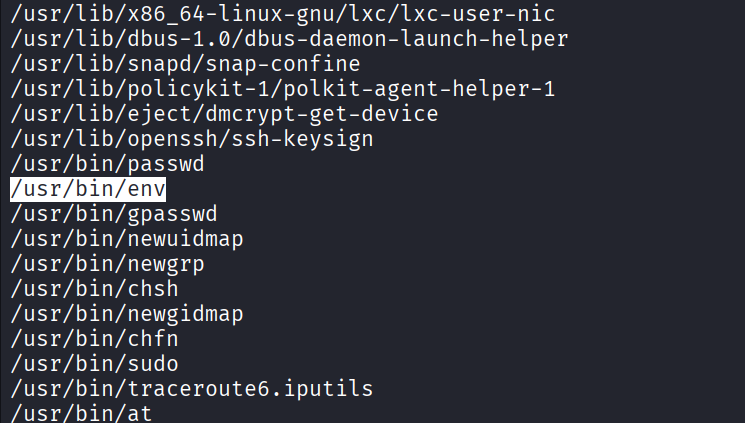 /usr/lib/x86_64-linux-gnu/lxc/lxc-user-nic
/usr/lib/dbus-1.0/dbus-daemon-launch-helper
/usr/lib/snapd/snap-confine
/usr/lib/policykit-1/polkit-agent-helper-1
/usr/lib/eject/dmcrypt-get-device
/usr/lib/openssh/ssh-keysign
/usr/bin/passwd
/usr/bin/env
/usr/bin/gpasswd
/usr/bin/newuidmap
/usr/bin/newgrp
/usr/bin/chsh
/usr/bin/newgidmap
/usr/bin/chfn
/usr/bin/sudo
/usr/bin/traceroute6.iputils
/usr/bin/at